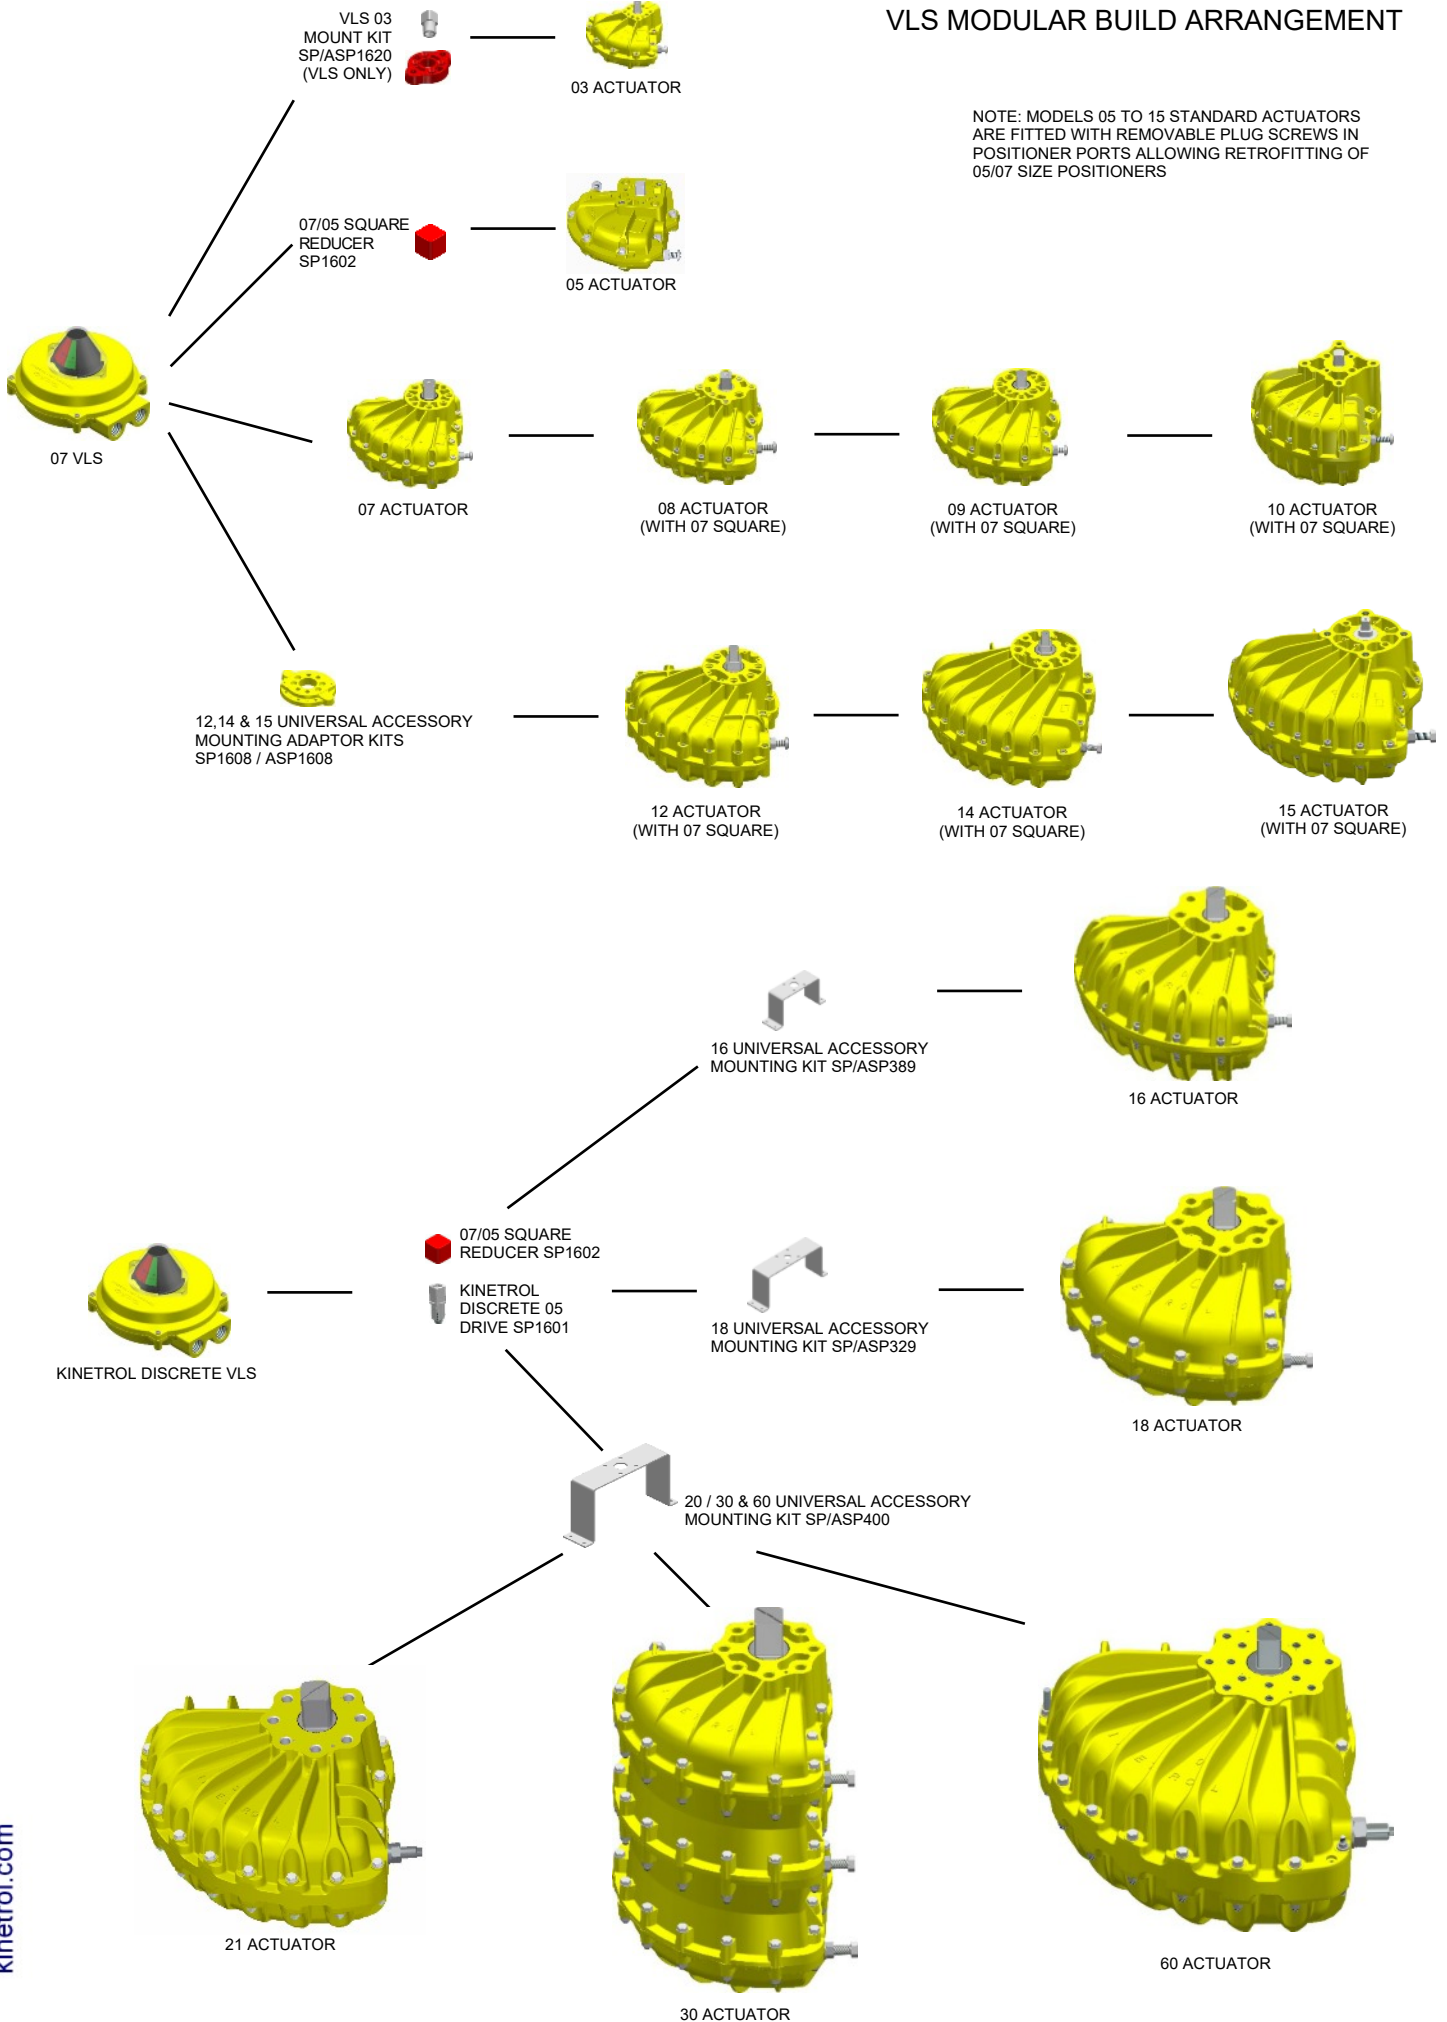 VLS MODULAR BUILD ARRANGEMENT
VLS 03
MOUNT KIT
SP/ASP1620
(VLS ONLY)
03 ACTUATOR
NOTE: MODELS 05 TO 15 STANDARD ACTUATORS
ARE FITTED WITH REMOVABLE PLUG SCREWS IN
POSITIONER PORTS ALLOWING RETROFITTING OF
05/07 SIZE POSITIONERS
07/05 SQUARE
REDUCER
SP1602
05 ACTUATOR
07 VLS
07 ACTUATOR
08 ACTUATOR
(WITH 07 SQUARE)
09 ACTUATOR
(WITH 07 SQUARE)
10 ACTUATOR
(WITH 07 SQUARE)
12,14 & 15 UNIVERSAL ACCESSORY
MOUNTING ADAPTOR KITS
SP1608 / ASP1608
12 ACTUATOR
(WITH 07 SQUARE)
14 ACTUATOR
(WITH 07 SQUARE)
15 ACTUATOR
(WITH 07 SQUARE)
16 UNIVERSAL ACCESSORY
MOUNTING KIT SP/ASP389
16 ACTUATOR
07/05 SQUARE
REDUCER SP1602
KINETROL
DISCRETE 05
DRIVE SP1601
KINETROL DISCRETE VLS
18 UNIVERSAL ACCESSORY
MOUNTING KIT SP/ASP329
18 ACTUATOR
20 / 30 & 60 UNIVERSAL ACCESSORY
MOUNTING KIT SP/ASP400
21 ACTUATOR
30 ACTUATOR
60 ACTUATOR
kinetrol.com